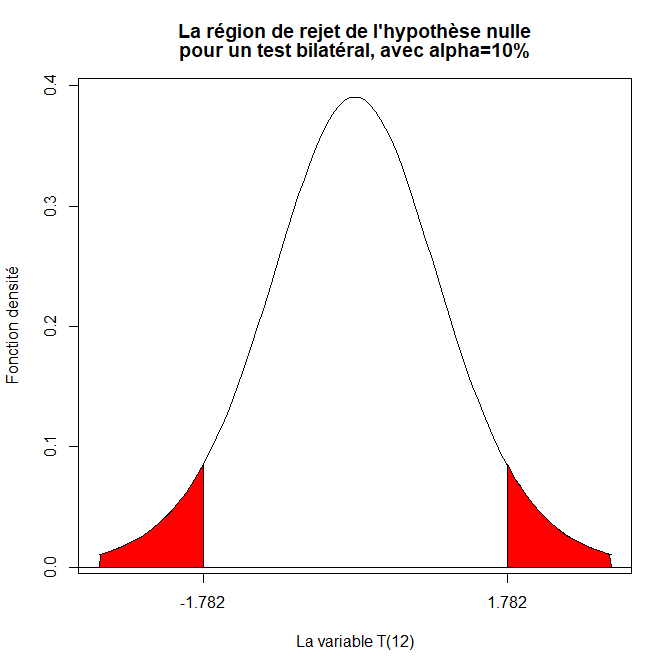 La région de rejet de l'hypothèse nulle
pour un test bilatéral, avec alpha=10%
Fonction densité
0.4
0.3
0.2
0.1
0.0
-1.782
1.782
La variable T(12)